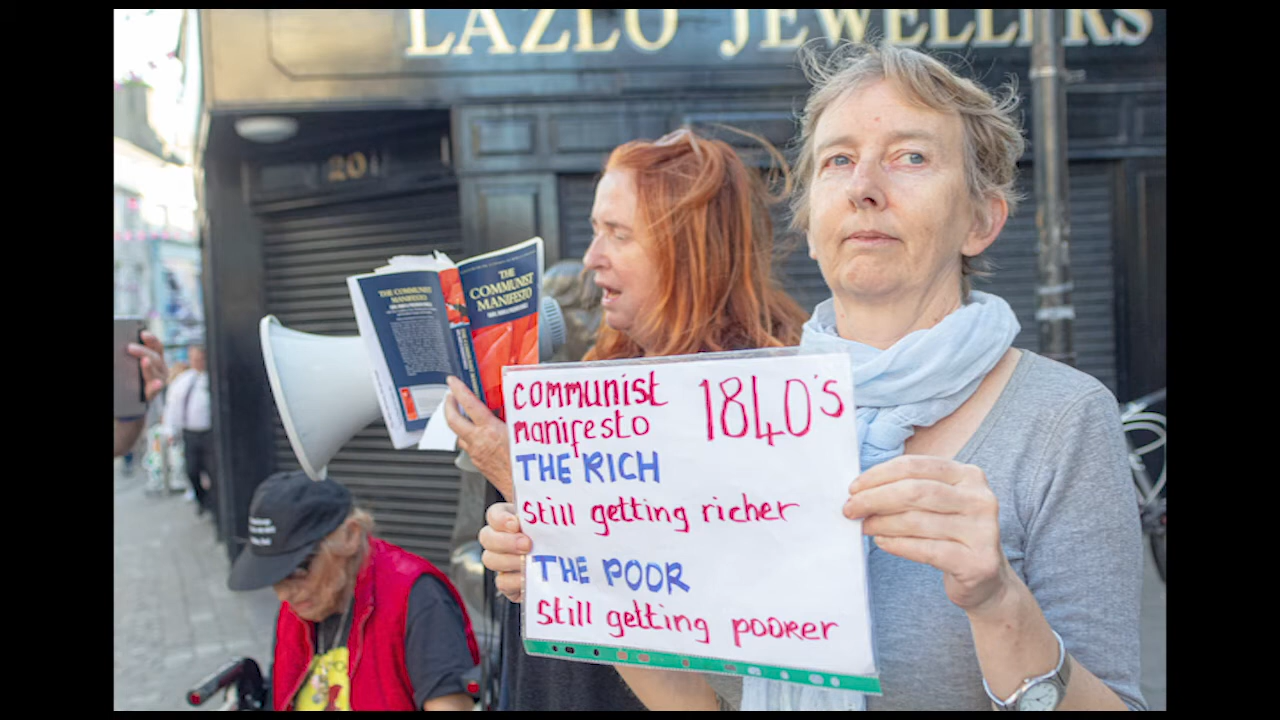 LAZLO JEWELLERS
20
THE COMMUNIST
MANIFESTO
THE
COMMUNIST
MANIFESTO
communist 1840's
manifesto
THE RICH
still getting richer
THE POOR
still getting poorer